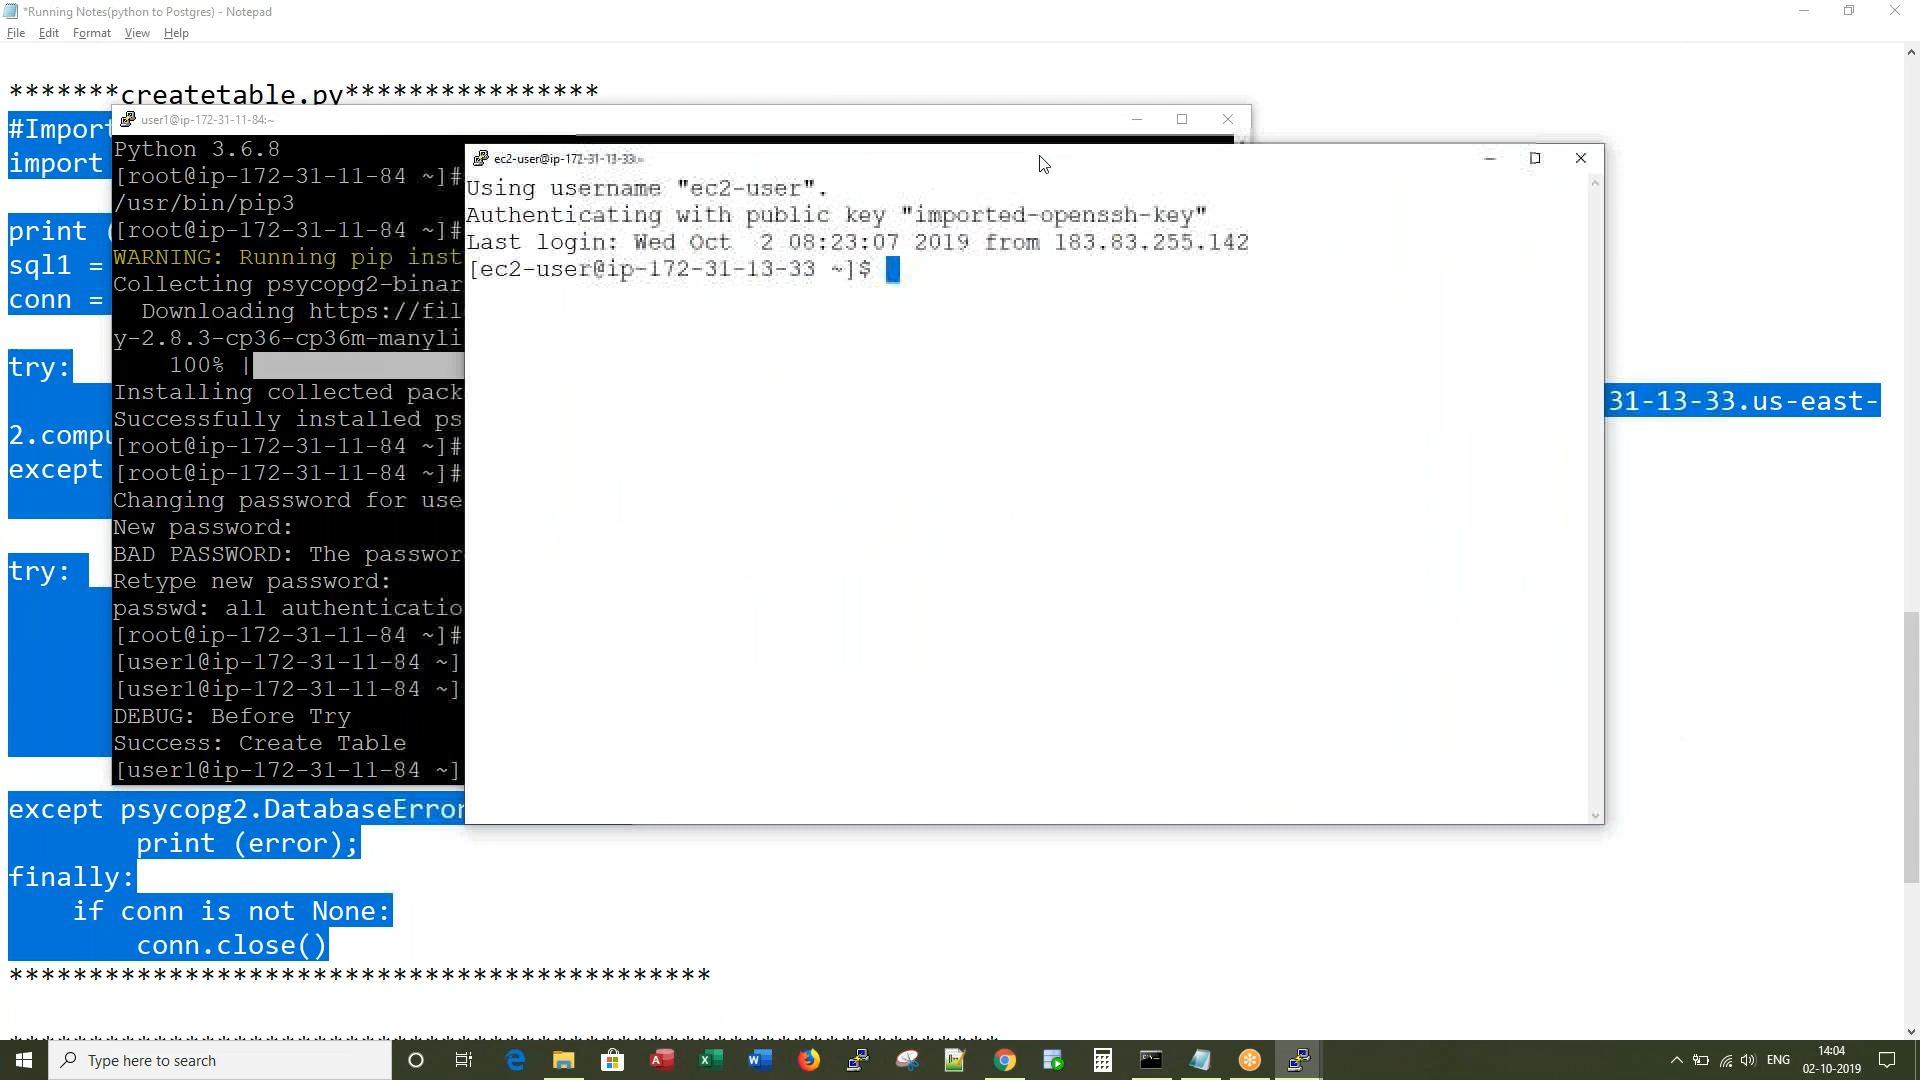 *Running Notes(python to Postgres) - Notepad
File Edit Format View Help
*******createtable.py****************
#Import
import
print (
sql1 =
conn =
try:
31-13-33.us-east-
2.compu
except
try:
except psycopg2.DatabaseError
print (error);
finally:
if conn is not None:
conn.close()
********************************************
user1@ip-172-31-11-84:~
Python 3.6.8
[root@ip-172-31-11-84 ~]#
/usr/bin/pip3
[root@ip-172-31-11-84 ~]#
WARNING: Running pip inst
Collecting psycopg2-binar
Downloading https://fil
y-2.8.3-cp36-cp36m-manyli
100% |
Installing collected pack
Successfully installed ps
[root@ip-172-31-11-84 ~]#
[root@ip-172-31-11-84 ~]#
Changing password for use
New password:
BAD PASSWORD: The passwor
Retype new password:
passwd: all authenticatio
[root@ip-172-31-11-84 ~]#
[user1@ip-172-31-11-84 ~]
[user1@ip-172-31-11-84 ~]
DEBUG: Before Try
Success: Create Table
[user1@ip-172-31-11-84 ~]
ec2-user@ip-172-31-13-33:~
Using username "ec2-user".
Authenticating with public key "imported-openssh-key"
Last login: Wed Oct  2 08:23:07 2019 from 183.83.255.142
[ec2-user@ip-172-31-13-33 ~]$
Type here to search
ENG
14:04
02-10-2019